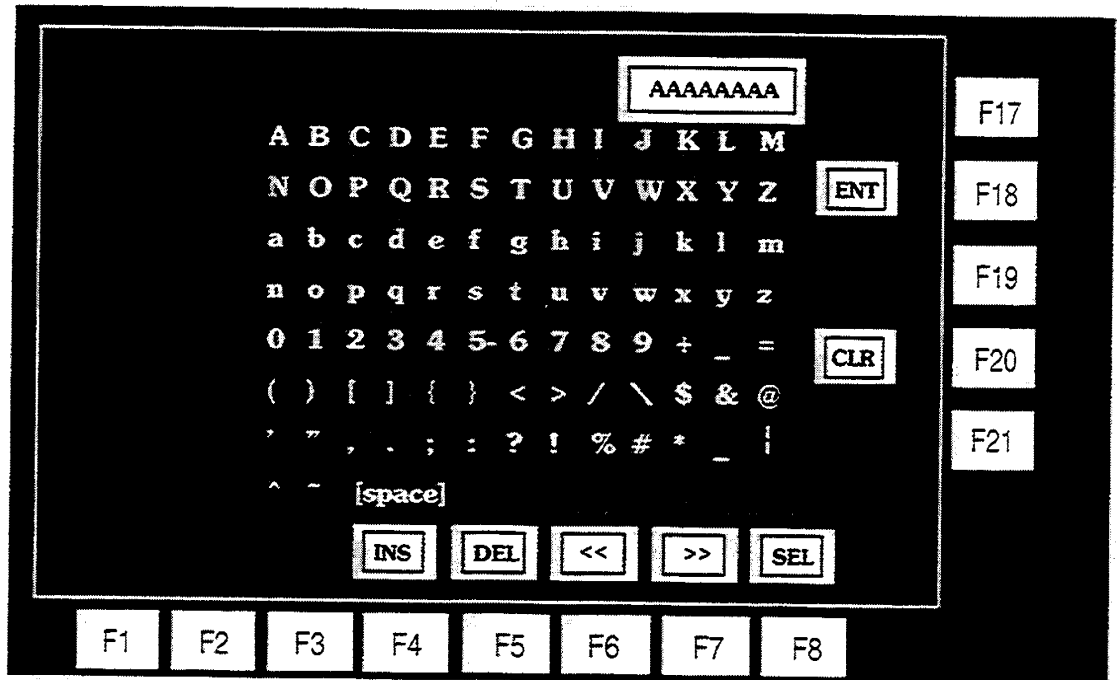 AAAAAAAA
F17
A B C D E F G H I J K L M
N O P Q R S T U V W X Y Z
ENT
F18
a b c d e f g h i j k l m
F19
n o p q r s t u v w x y z
0 1 2 3 4 5- 6 7 8 9 + _ =
CLR
F20
( ) [ ] { } < > / \ $ & @
' " , . ; : ? ! % # * _ ¦
F21
^ ~ [space]
INS DEL << >> SEL
F1 F2 F3 F4 F5 F6 F7 F8